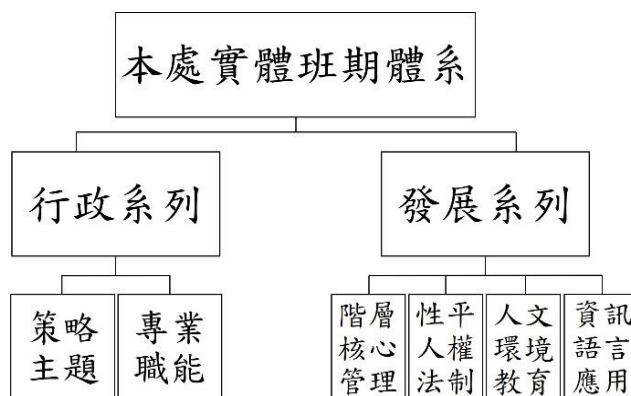 本處實體班期體系
行政系列
發展系列
策略
主題
專業
職能
階層
核心
管理
性平
人權
法制
人文
環境
教育
資訊
語言
應用